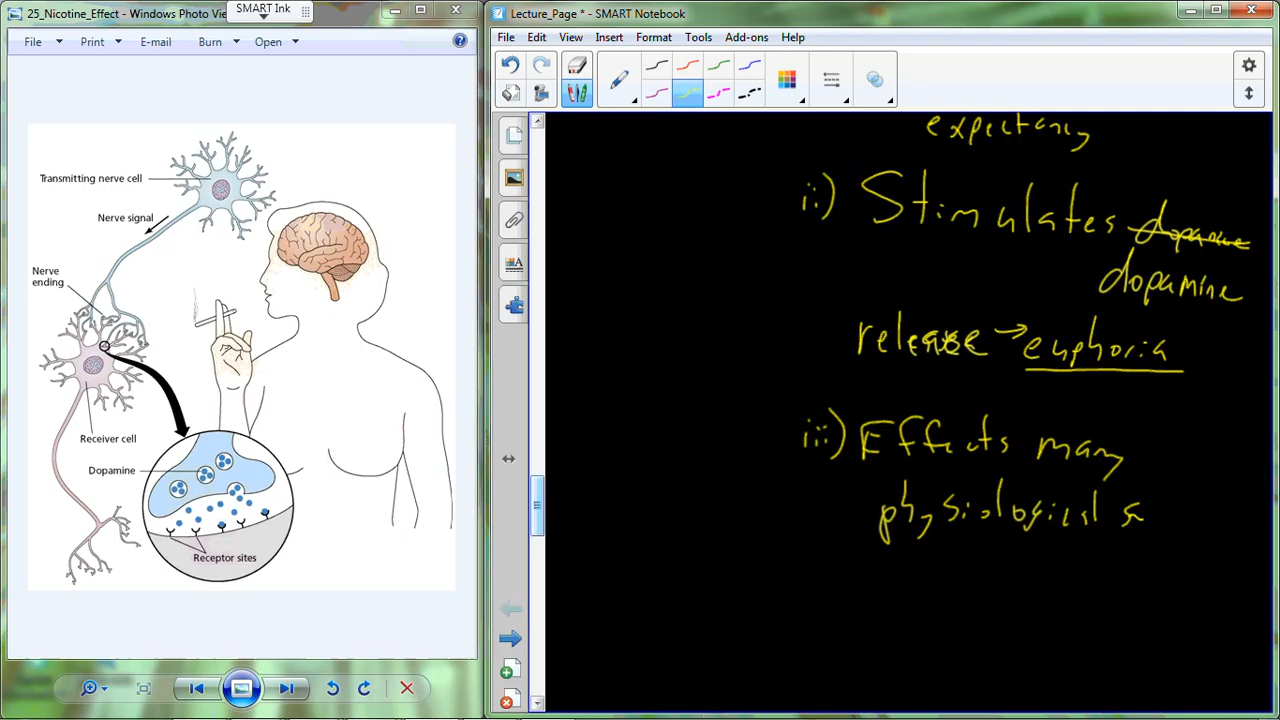 25_Nicotine_Effect - Windows Photo Vie
SMART Ink
File Print E-mail Burn Open
Transmitting nerve cell
Nerve signal
Nerve
ending
Receiver cell
Dopamine
Receptor sites
Lecture_Page * - SMART Notebook
File Edit View Insert Format Tools Add-ons Help
expectancy
ii) Stimulates dopamine
dopamine
release → euphoria
iii) Effects many
physiological